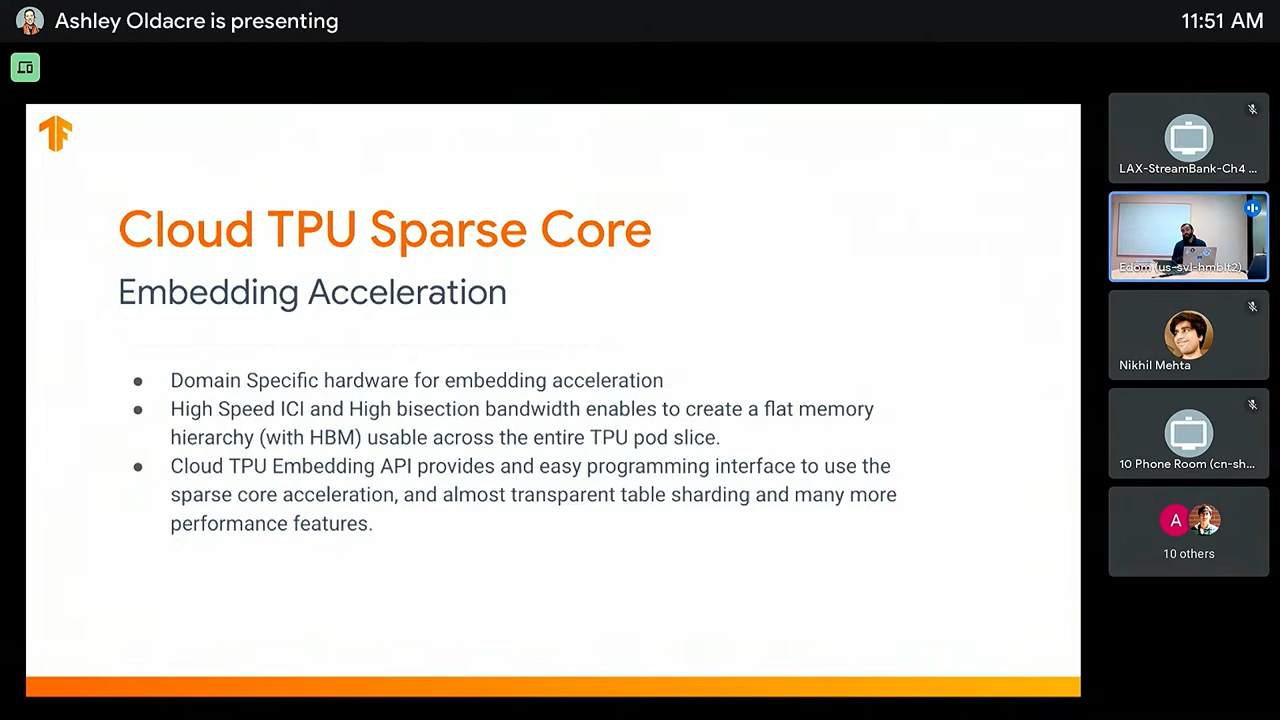 Ashley Oldacre is presenting
11:51 AM
Cloud TPU Sparse Core
Embedding Acceleration
● Domain Specific hardware for embedding acceleration
● High Speed ICI and High bisection bandwidth enables to create a flat memory
hierarchy (with HBM) usable across the entire TPU pod slice.
● Cloud TPU Embedding API provides and easy programming interface to use the
sparse core acceleration, and almost transparent table sharding and many more
performance features.
LAX-StreamBank-Ch4 ...
(us-svl-hmblt2)
Nikhil Mehta
10 Phone Room (cn-sh...
A
10 others